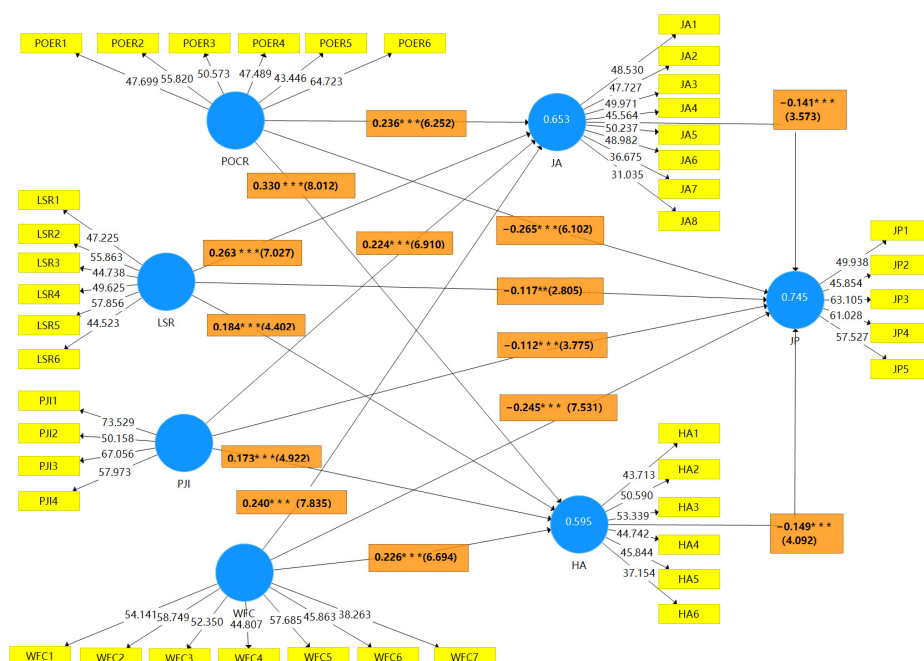 POER1
POER2
POER3
POER4
POER5
POER6
47.699
55.820
50.573
47.489
43.446
64.723
POCR
JA1
JA2
JA3
JA4
JA5
JA6
JA7
JA8
48.530
47.727
49.971
45.564
50.237
48.982
36.675
31.035
0.653
JA
0.236***(6.252)
−0.141***
(3.573)
0.330 ***(8.012)
0.224***(6.910)
−0.265***(6.102)
LSR1
LSR2
LSR3
LSR4
LSR5
LSR6
47.225
55.863
44.738
49.625
57.856
44.523
LSR
0.263 ***(7.027)
−0.117**(2.805)
0.184***(4.402)
−0.112***(3.775)
JP1
JP2
JP3
JP4
JP5
49.938
45.854
63.105
61.028
57.527
0.745
JP
PJI1
PJI2
PJI3
PJI4
73.529
50.158
67.056
57.973
PJI
−0.245*** (7.531)
0.173***(4.922)
0.240*** (7.835)
HA1
HA2
HA3
HA4
HA5
HA6
43.713
50.590
53.339
44.742
45.844
37.154
0.595
HA
−0.149***
(4.092)
0.226***(6.694)
WFC
54.141
58.749
52.350
44.807
57.685
45.863
38.263
WFC1
WFC2
WFC3
WFC4
WFC5
WFC6
WFC7